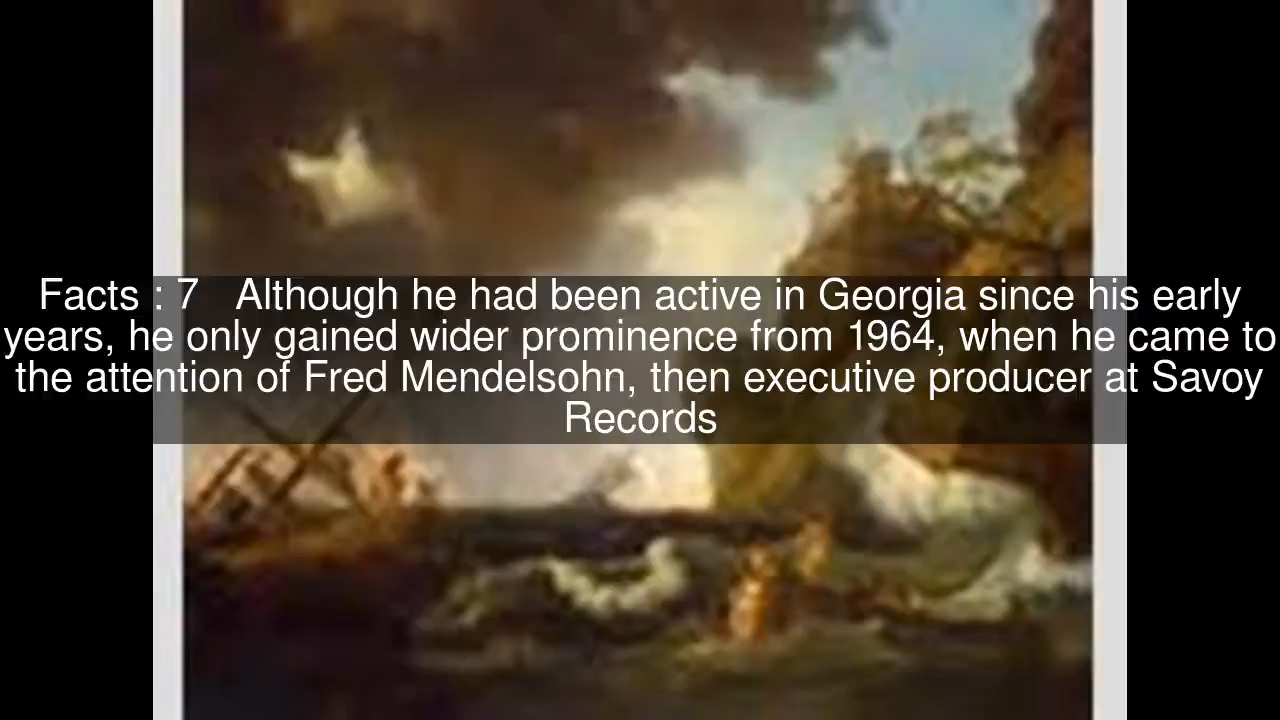 Facts : 7   Although he had been active in Georgia since his early
years, he only gained wider prominence from 1964, when he came to
the attention of Fred Mendelsohn, then executive producer at Savoy
Records